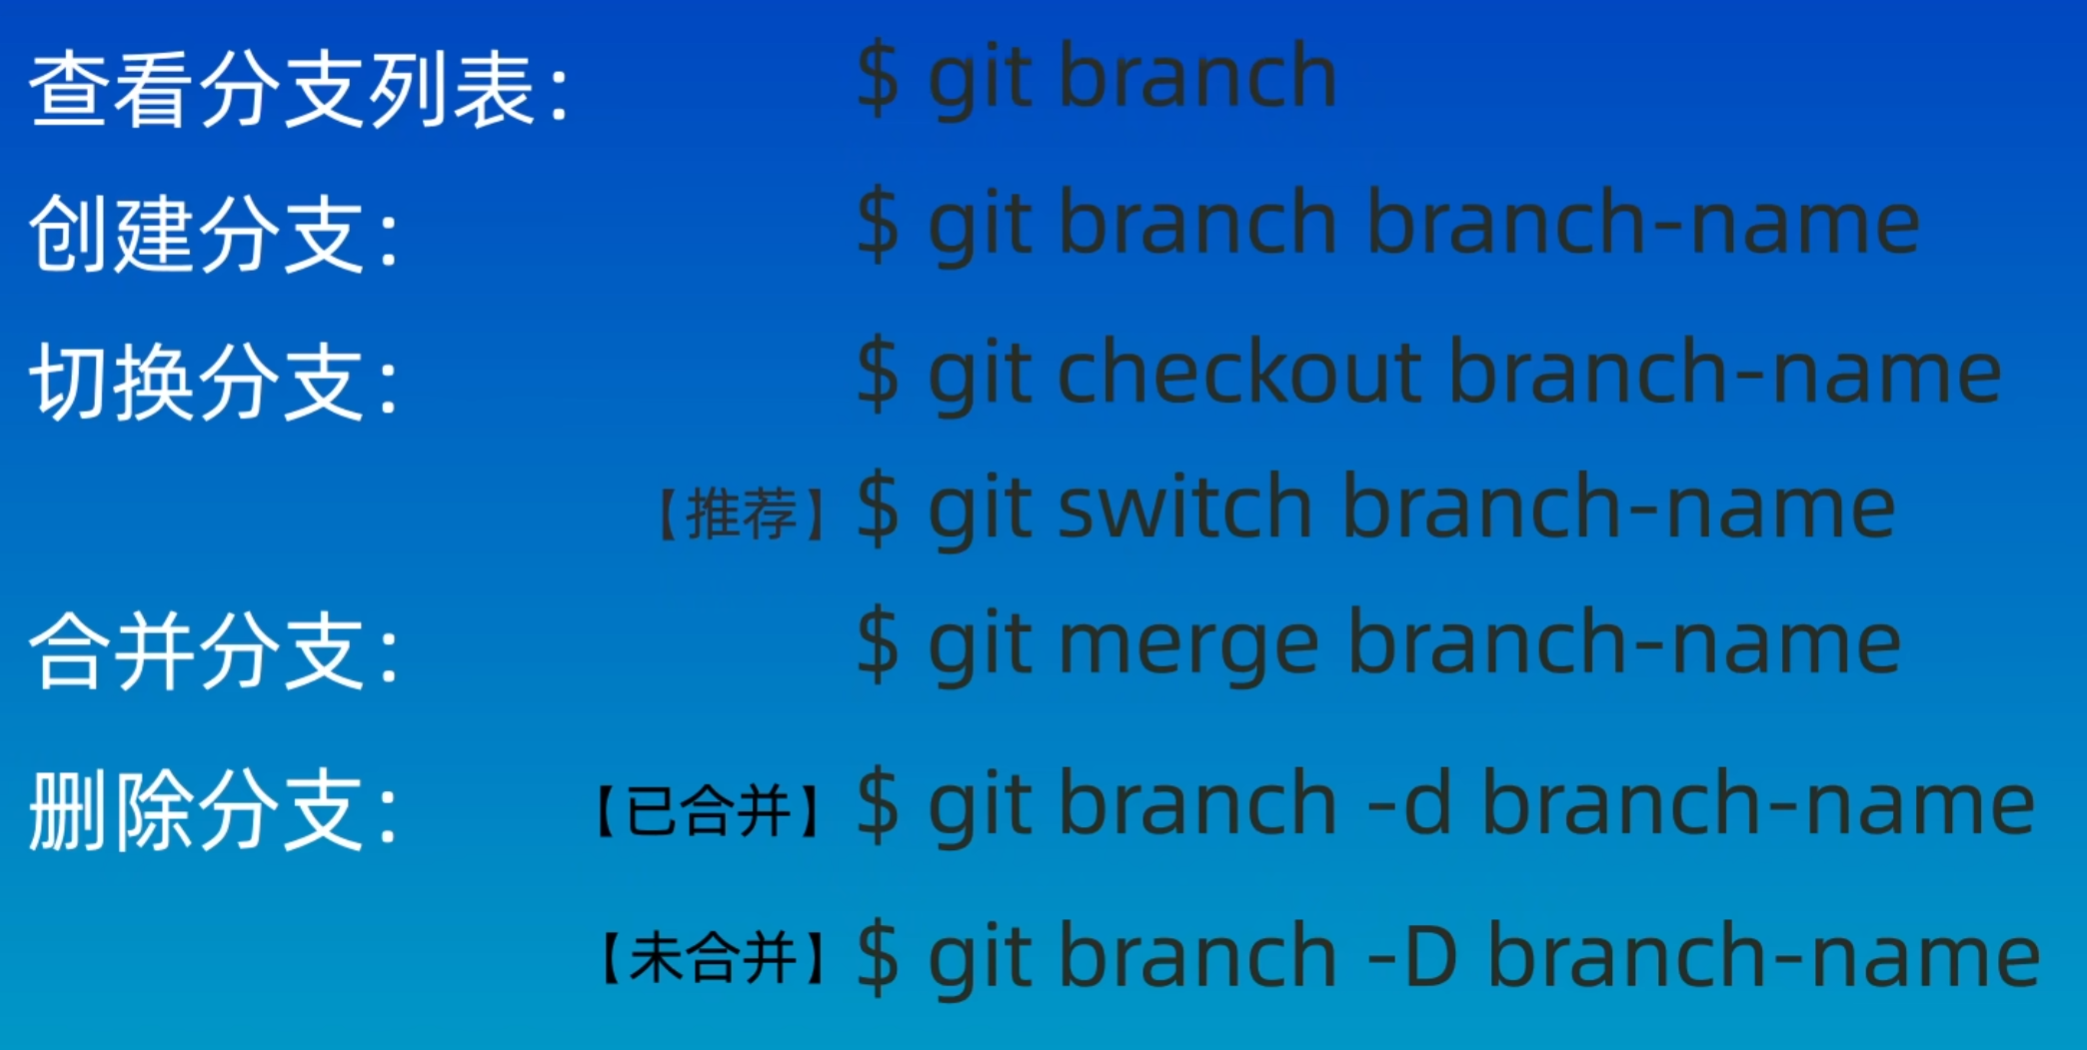 查看分支列表： $ git branch
创建分支： $ git branch branch-name
切换分支： $ git checkout branch-name
【推荐】 $ git switch branch-name
合并分支： $ git merge branch-name
删除分支： 【已合并】 $ git branch -d branch-name
【未合并】 $ git branch -D branch-name